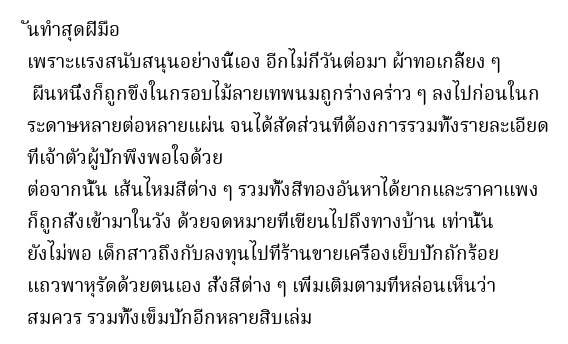 ันทำสุดฝีมือ
เพราะแรงสนับสนุนอย่างนี้เอง อีกไม่กี่วันต่อมา ผ้าทอเกลี้ยง ๆ
ผืนหนึ่งก็ถูกขึงในกรอบไม้ลายเทพนมถูกร่างคร่าว ๆ ลงไปก่อนในก
ระดาษหลายต่อหลายแผ่น จนได้สัดส่วนที่ต้องการรวมทั้งรายละเอียด
ที่เจ้าตัวผู้ปักพึงพอใจด้วย
ต่อจากนั้น เส้นไหมสีต่าง ๆ รวมทั้งสีทองอันหาได้ยากและราคาแพง
ก็ถูกสั่งเข้ามาในวัง ด้วยจดหมายที่เขียนไปถึงทางบ้าน เท่านั้น
ยังไม่พอ เด็กสาวถึงกับลงทุนไปที่ร้านขายเครื่องเย็บปักถักร้อย
แถวพาหุรัดด้วยตนเอง สั่งสีต่าง ๆ เพิ่มเติมตามที่หล่อนเห็นว่า
สมควร รวมทั้งเข็มปักอีกหลายสิบเล่ม